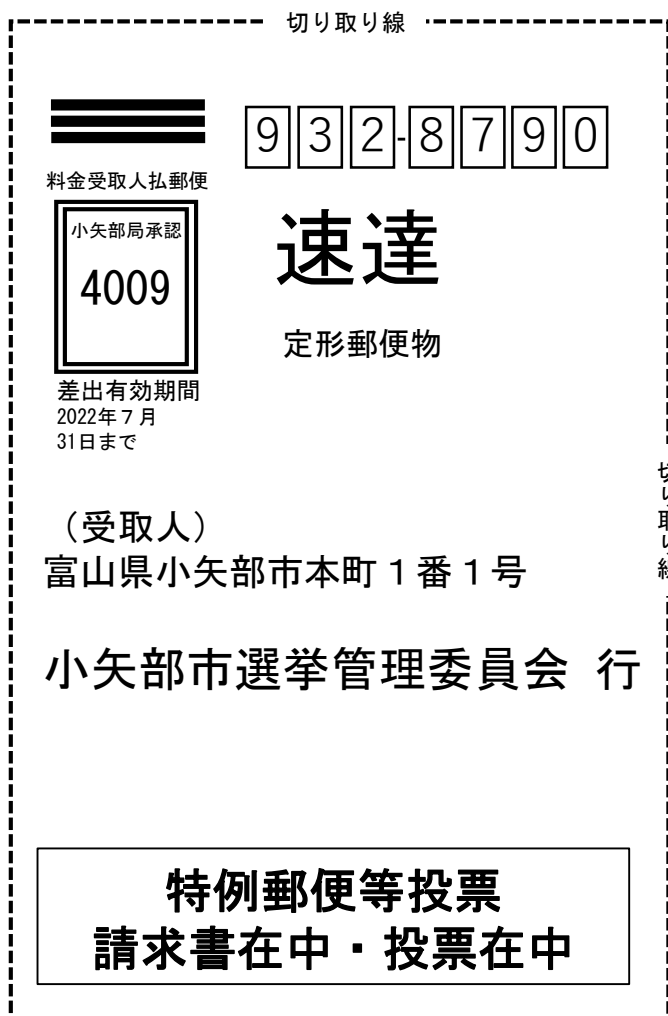 切り取り線
932-8790
料金受取人払郵便
小矢部局承認
4009
速達
定形郵便物
差出有効期間
2022年７月
31日まで
切り取り線
（受取人）
富山県小矢部市本町１番１号
小矢部市選挙管理委員会 行
特例郵便等投票
請求書在中・投票在中